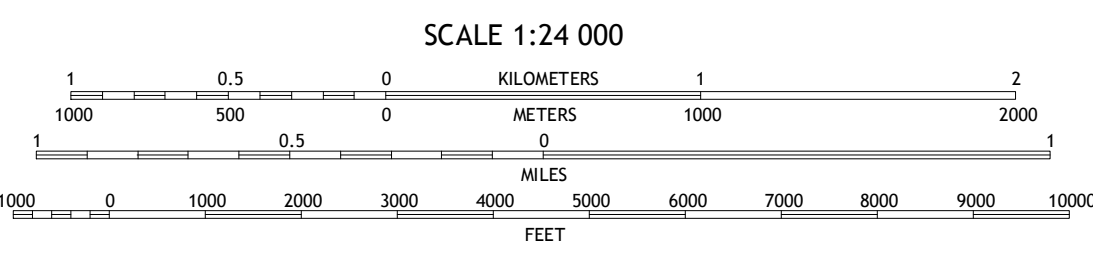 SCALE 1:24 000
1 0.5 0 KILOMETERS 1 2
1000 500 0 METERS 1000 2000
1 0.5 0 1
MILES
1000 0 1000 2000 3000 4000 5000 6000 7000 8000 9000 10000
FEET